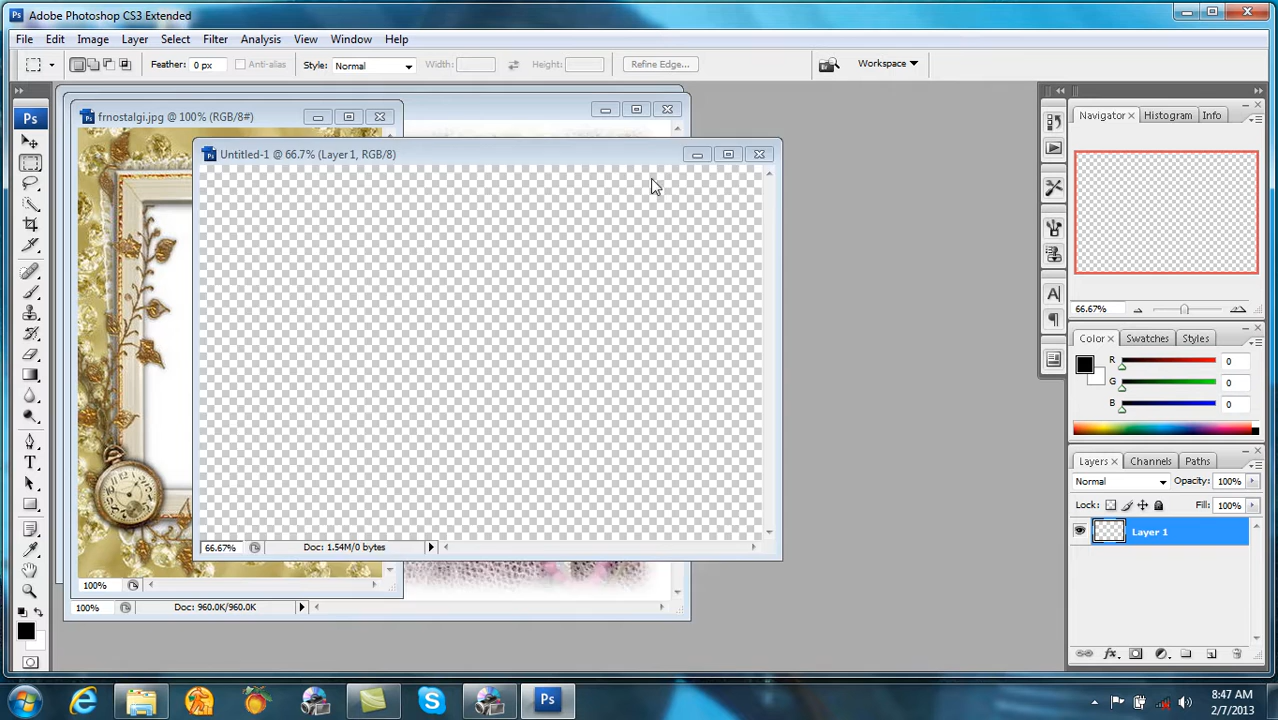 Ps Adobe Photoshop CS3 Extended
File Edit Image Layer Select Filter Analysis View Window Help
Feather: 0 px Anti-alias Style: Normal Width: Height: Refine Edge... Workspace
Ps frnostalgi.jpg @ 100% (RGB/8#)
Navigator Histogram Info
Untitled-1 @ 66.7% (Layer 1, RGB/8)
66.67%
Color Swatches Styles
R 0
G 0
B 0
Layers Channels Paths
Normal Opacity: 100%
Lock: Fill: 100%
Layer 1
66.67% Doc: 1.54M/0 bytes
100%
100% Doc: 960.0K/960.0K
Ps
8:47 AM
2/7/2013